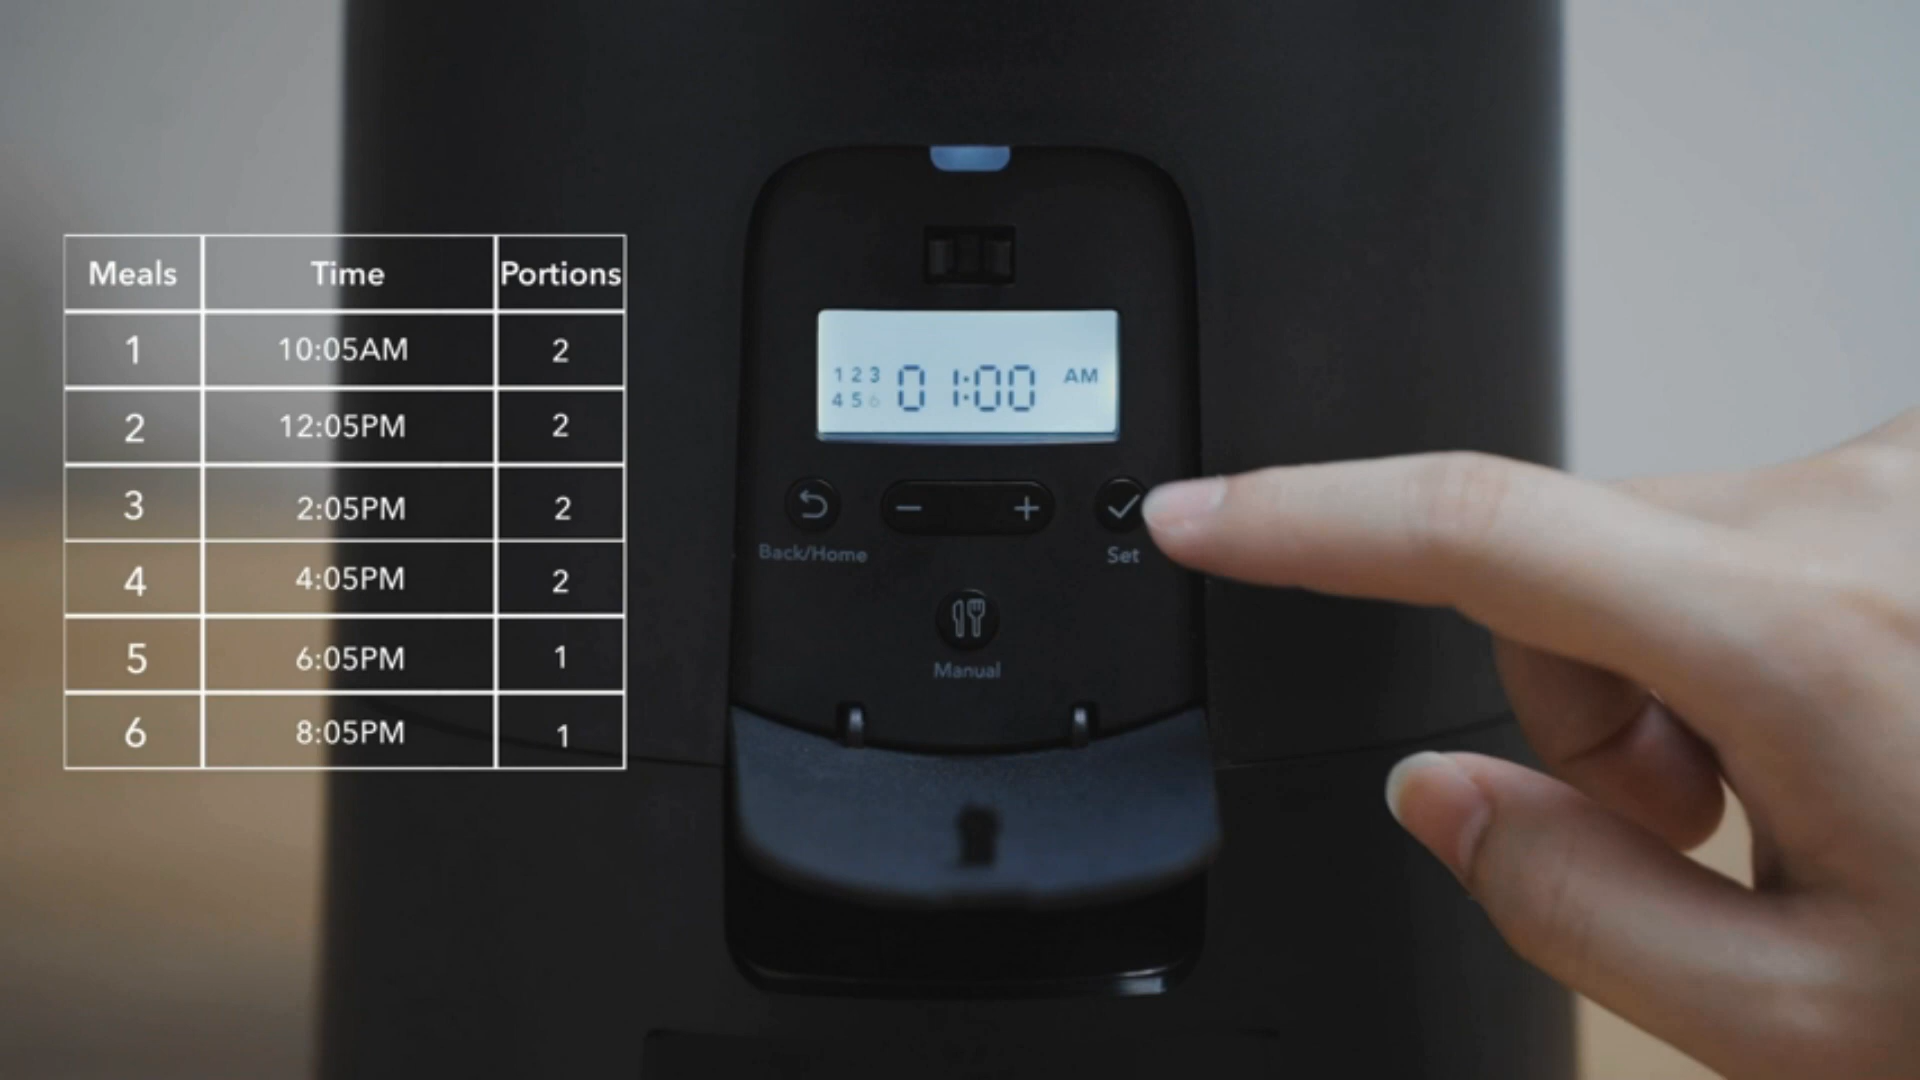 Meals Time Portions
1 10:05AM 2
2 12:05PM 2
3 2:05PM 2
4 4:05PM 2
5 6:05PM 1
6 8:05PM 1
1 2 3
4 5 6
01:00 AM
Back/Home
Set
Manual